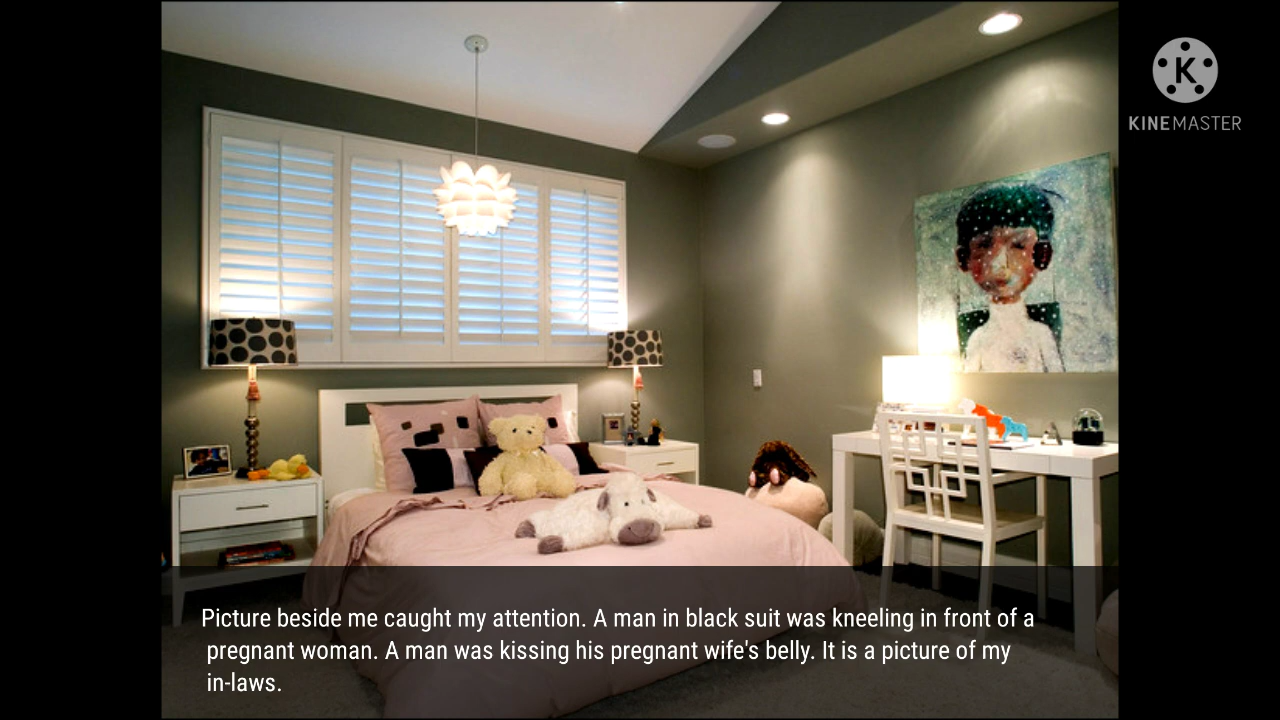 KINEMASTER
Picture beside me caught my attention. A man in black suit was kneeling in front of a
pregnant woman. A man was kissing his pregnant wife's belly. It is a picture of my
in-laws.